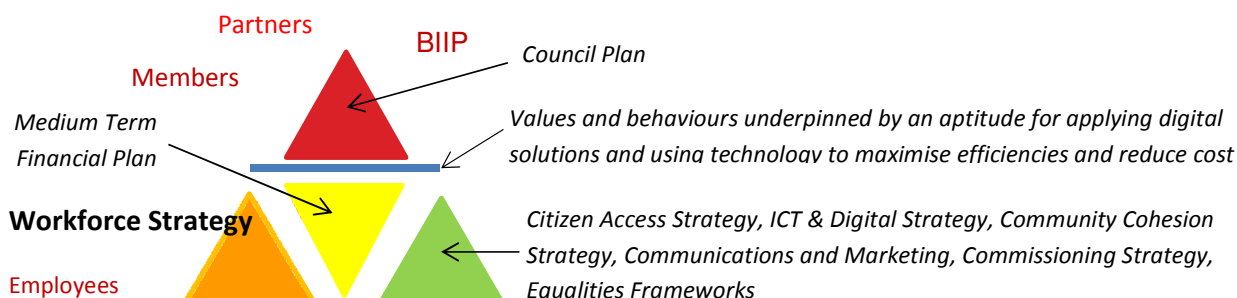 Partners
BIIP
Council Plan
Members
Medium Term
Financial Plan
Values and behaviours underpinned by an aptitude for applying digital
solutions and using technology to maximise efficiencies and reduce cost
Workforce Strategy
Citizen Access Strategy, ICT & Digital Strategy, Community Cohesion
Strategy, Communications and Marketing, Commissioning Strategy,
Equalities Frameworks
Employees